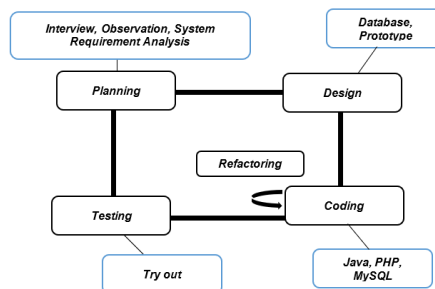 Interview, Observation, System
Requirement Analysis
Database,
Prototype
Planning
Design
Refactoring
Testing
Coding
Try out
Java, PHP,
MySQL